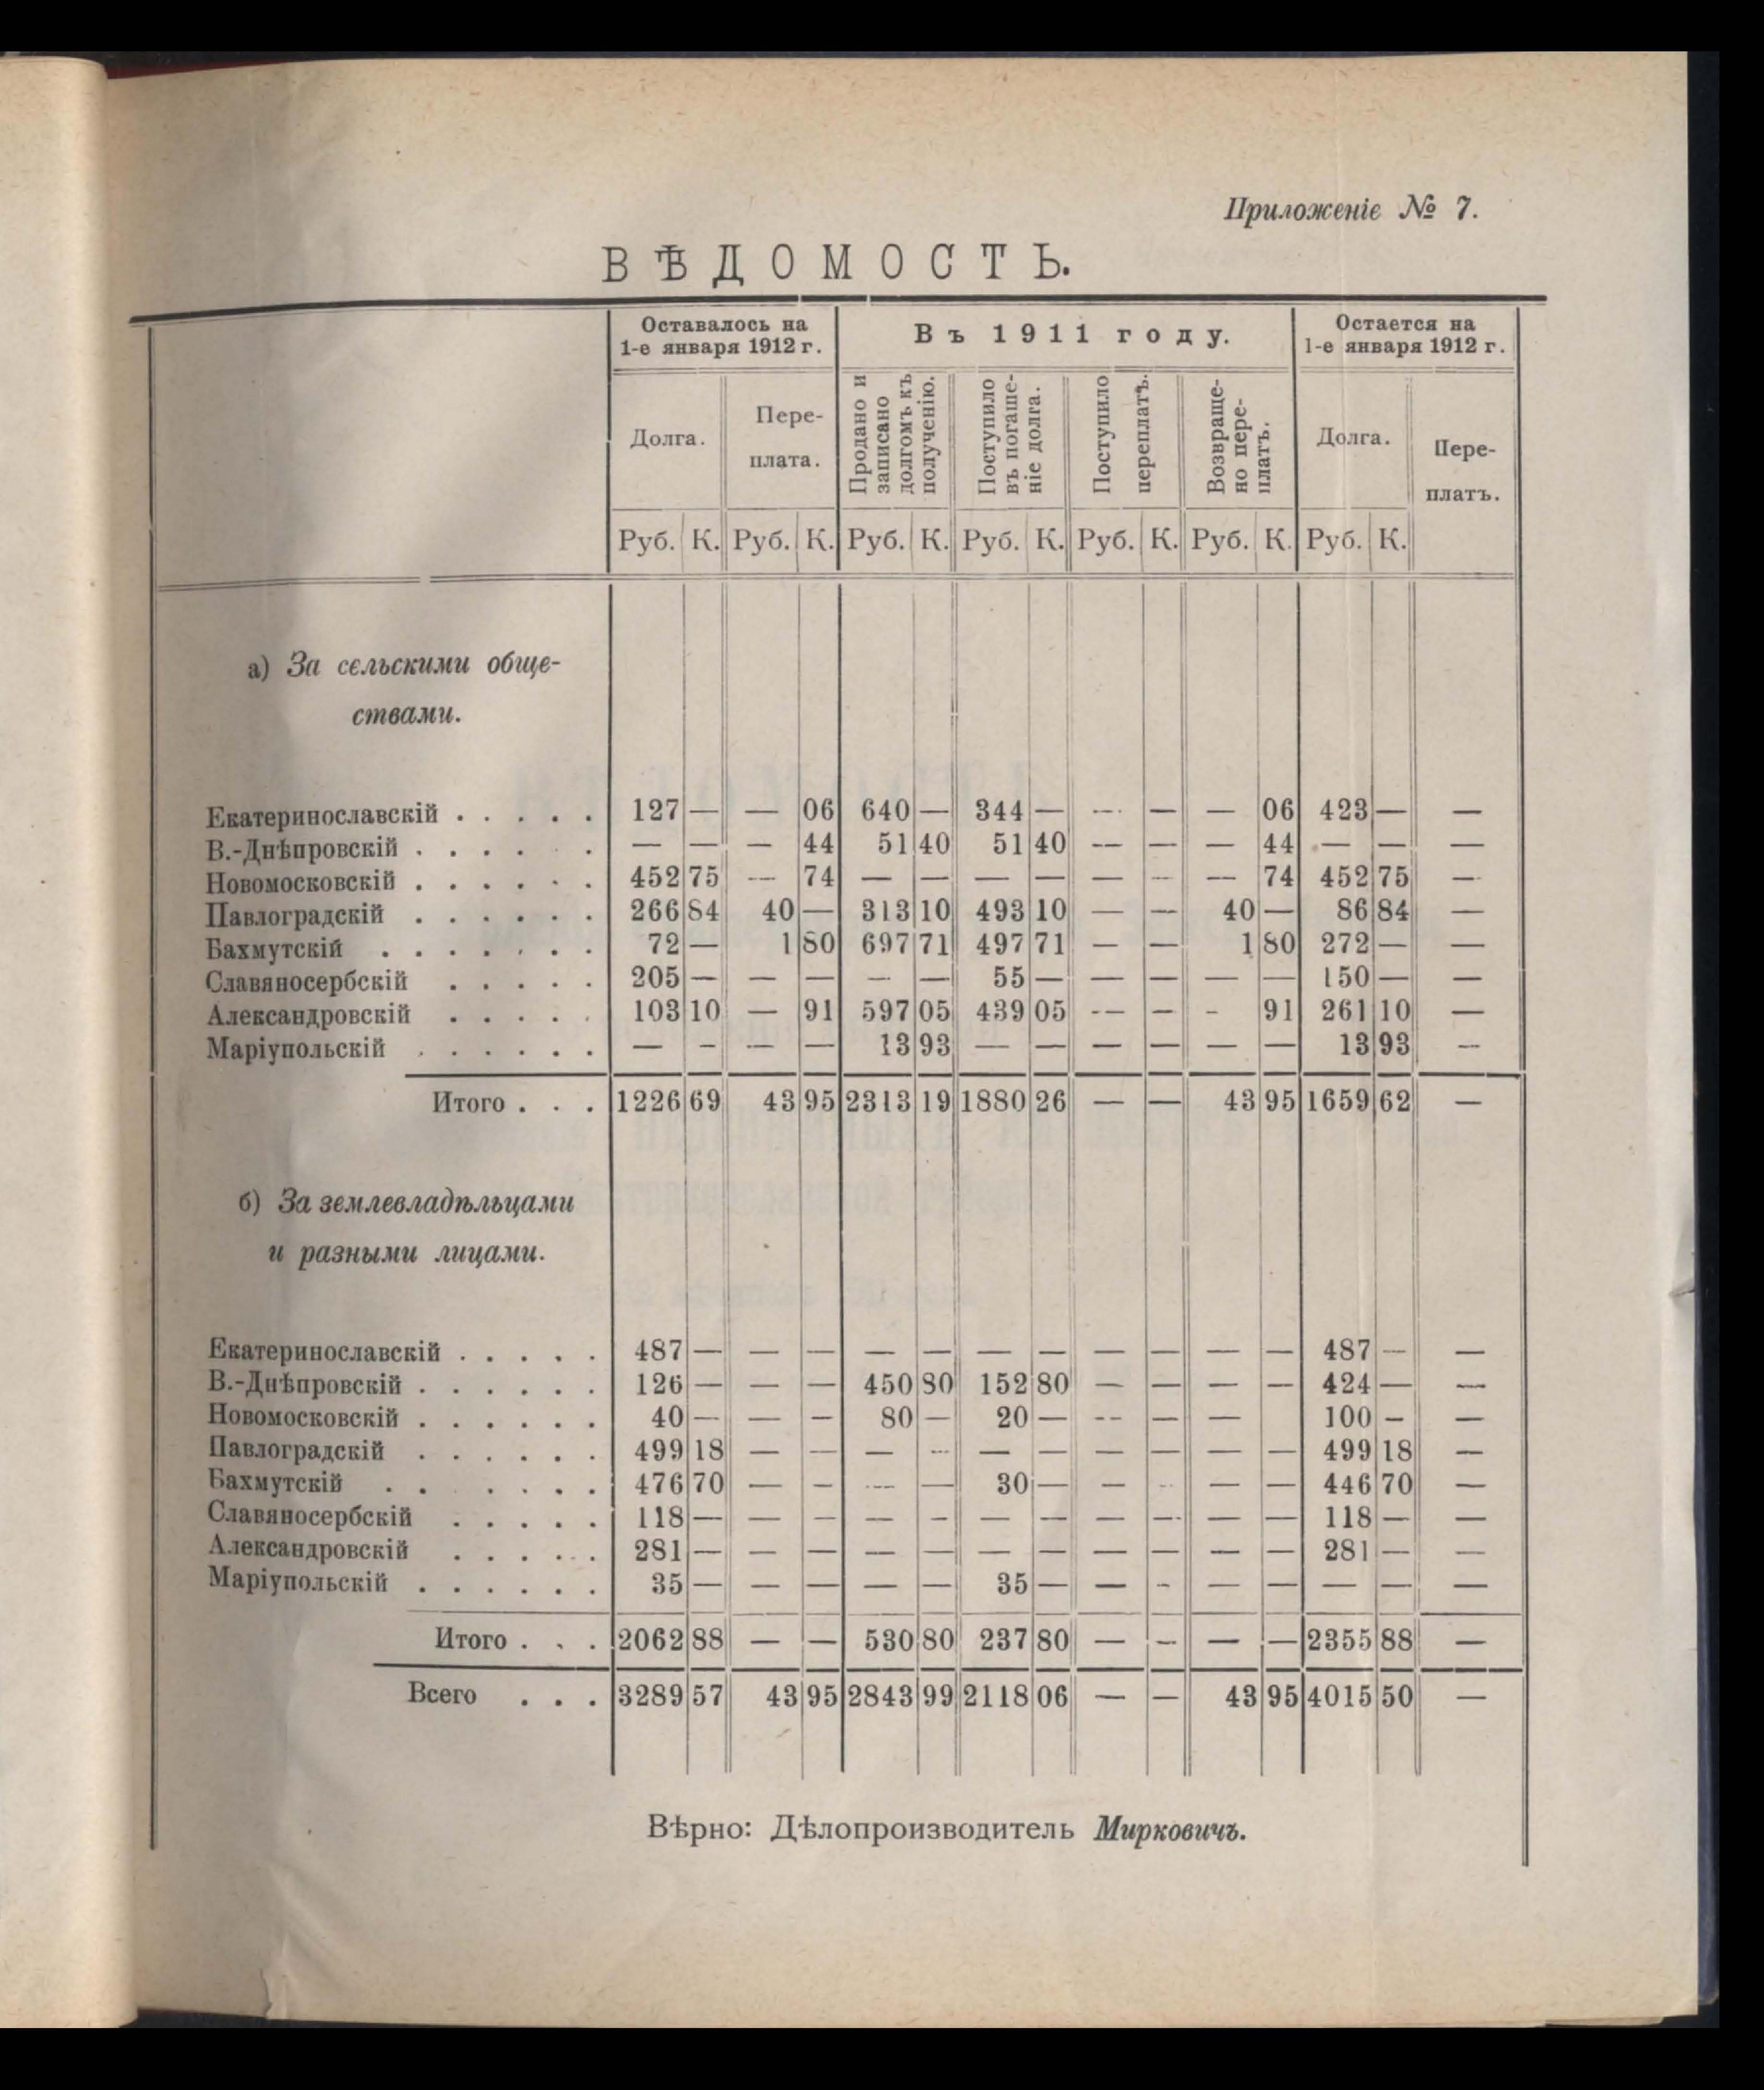 Приложеніе № 7.
ВѢДОМОСТЬ.
Оставалось на
1-е января 1912 г.
Въ 1911 году.
Остается на
1-е января 1912 г.
Долга.
Пере-
плата.
Продано и
записано
долгомъ къ
полученію.
Поступило
въ погаше-
ніе долга.
Поступило
переплатъ.
Возвраще-
но пере-
платъ.
Долга.
Пере-
платъ.
Руб. К. Руб. К. Руб. К. Руб. К. Руб. К. Руб. К. Руб. К.
а) За сельскими обще-
ствами.
Екатеринославскій . . . . . 127 — — 06 640 — 344 — — — — 06 423 — —
В.-Днѣпровскій . . . . . . — — — 44 51 40 51 40 — — — 44 — — —
Новомосковскій . . . . . . 452 75 — 74 — — — — — — — 74 452 75 —
Павлоградскій . . . . . . 266 84 40 — 313 10 493 10 — — 40 — 86 84 —
Бахмутскій . . . . . . . 72 — 1 80 697 71 497 71 — — 1 80 272 — —
Славяносербскій . . . . . 205 — — — — — 55 — — — — — 150 — —
Александровскій . . . . . 103 10 — 91 597 05 439 05 — — - 91 261 10 —
Маріупольскій . . . . . . — - — — 13 93 — — — — — — 13 93 —
Итого . . . 1226 69 43 95 2313 19 1880 26 — — 43 95 1659 62 —
б) За землевладѣльцами
и разными лицами.
Екатеринославскій . . . . . 487 — — — — — — — — — — — 487 — —
В.-Днѣпровскій . . . . . . 126 — — — 450 80 152 80 — — — — 424 — —
Новомосковскій . . . . . . 40 — — — 80 — 20 — — — — 100 - —
Павлоградскій . . . . . . 499 18 — — — — — — — — — — 499 18 —
Бахмутскій . . . . . . 476 70 — — — — 30 — — — — — 446 70 —
Славяносербскій . . . . . 118 — — — — — — — — — — — 118 — —
Александровскій . . . . . 281 — — — — — — — — — — — 281 — —
Маріупольскій . . . . . . 35 — — — — — 35 — — - — — — — —
Итого . . . 2062 88 — — 530 80 237 80 — - — — 2355 88 —
Всего . . . 3289 57 43 95 2843 99 2118 06 — — 43 95 4015 50 —
Вѣрно: Дѣлопроизводитель Мирковичъ.